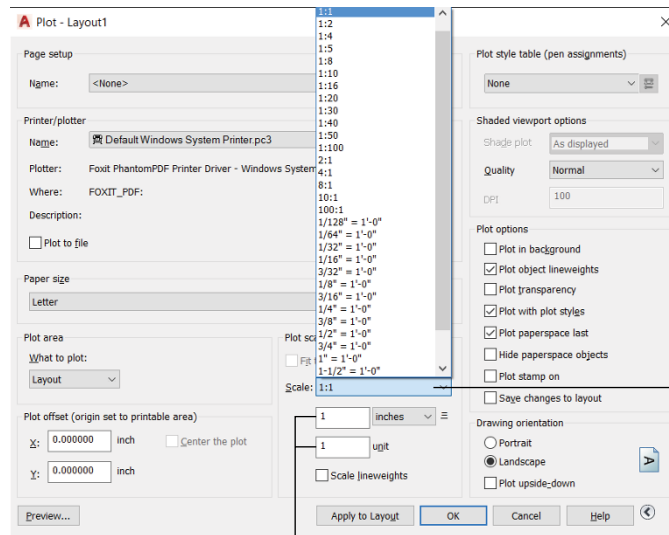 Plot - Layout1
Page setup
Name: <None>
Printer/plotter
Name: Default Windows System Printer.pc3
Plotter: Foxit PhantomPDF Printer Driver - Windows System
Where: FOXIT_PDF:
Description:
Plot to file
Paper size
Letter
Plot area
What to plot:
Layout
Plot offset (origin set to printable area)
X: 0.000000 inch Center the plot
Y: 0.000000 inch
Preview...
1:1
1:2
1:4
1:5
1:8
1:10
1:16
1:20
1:30
1:40
1:50
1:100
2:1
4:1
8:1
10:1
100:1
1/128" = 1'-0"
1/64" = 1'-0"
1/32" = 1'-0"
1/16" = 1'-0"
3/32" = 1'-0"
1/8" = 1'-0"
3/16" = 1'-0"
1/4" = 1'-0"
3/8" = 1'-0"
1/2" = 1'-0"
3/4" = 1'-0"
1" = 1'-0"
1-1/2" = 1'-0"
Plot
Scale: 1:1
1 inches =
1 unit
Scale lineweights
Plot style table (pen assignments)
None
Shaded viewport options
Shade plot As displayed
Quality Normal
DPI 100
Plot options
Plot in background
Plot object lineweights
Plot transparency
Plot with plot styles
Plot paperspace last
Hide paperspace objects
Plot stamp on
Save changes to layout
Drawing orientation
Portrait
Landscape
Plot upside-down
A
Apply to Layout OK Cancel Help